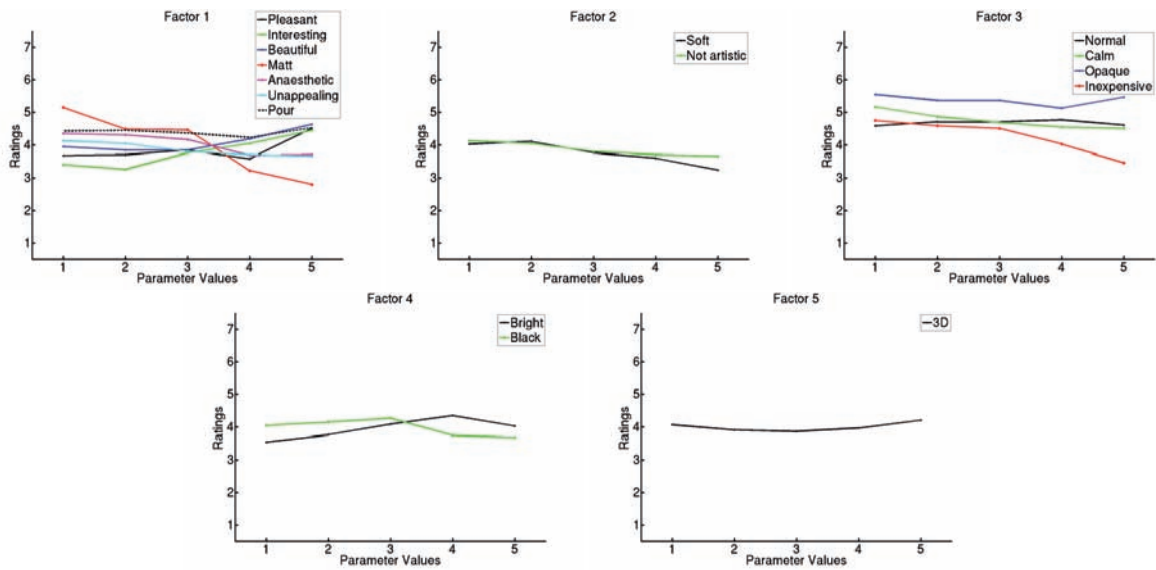 Factor 1
Pleasant
Interesting
Beautiful
Matt
Anaesthetic
Unappealing
Pour
Ratings
7
6
5
4
3
2
1
1 2 3 4 5
Parameter Values
Factor 2
Soft
Not artistic
Ratings
7
6
5
4
3
2
1
1 2 3 4 5
Parameter Values
Factor 3
Normal
Calm
Opaque
Inexpensive
Ratings
7
6
5
4
3
2
1
1 2 3 4 5
Parameter Values
Factor 4
Bright
Black
Ratings
7
6
5
4
3
2
1
1 2 3 4 5
Parameter Values
Factor 5
3D
Ratings
7
6
5
4
3
2
1
1 2 3 4 5
Parameter Values